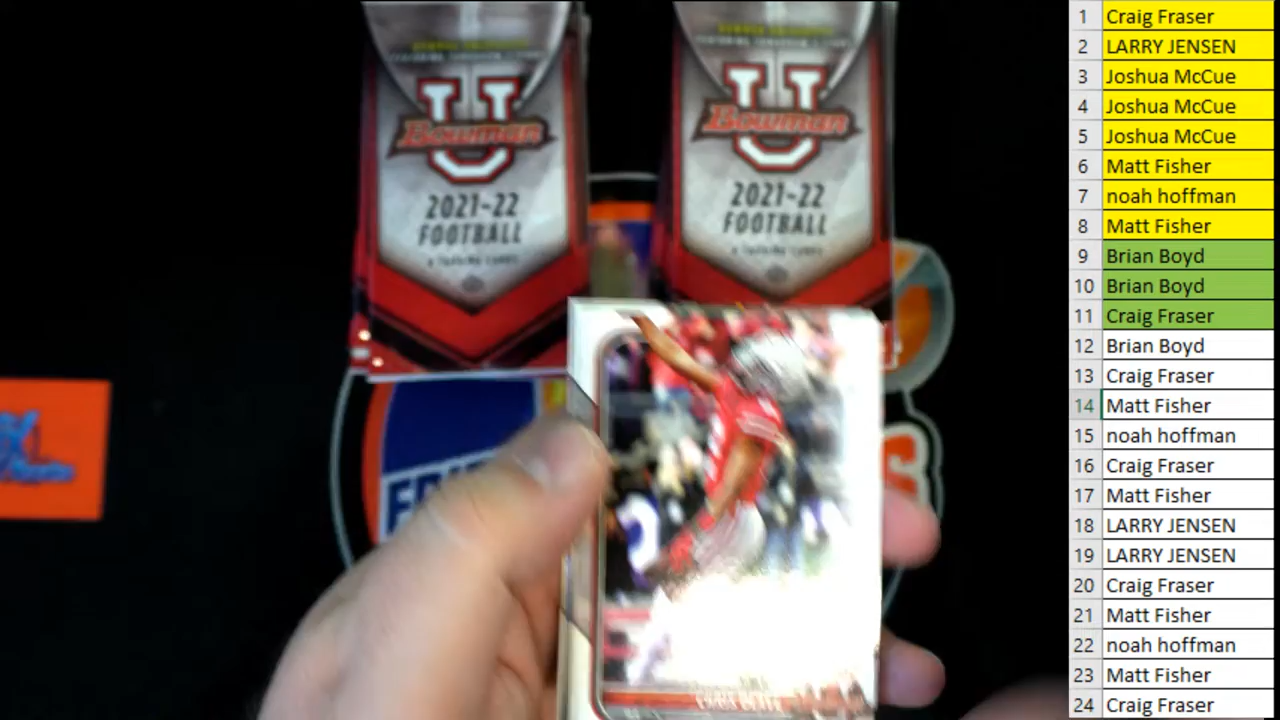 U
Bowman
2021-22
FOOTBALL
U
Bowman
2021-22
FOOTBALL
1 Craig Fraser
2 LARRY JENSEN
3 Joshua McCue
4 Joshua McCue
5 Joshua McCue
6 Matt Fisher
7 noah hoffman
8 Matt Fisher
9 Brian Boyd
10 Brian Boyd
11 Craig Fraser
12 Brian Boyd
13 Craig Fraser
14 Matt Fisher
15 noah hoffman
16 Craig Fraser
17 Matt Fisher
18 LARRY JENSEN
19 LARRY JENSEN
20 Craig Fraser
21 Matt Fisher
22 noah hoffman
23 Matt Fisher
24 Craig Fraser